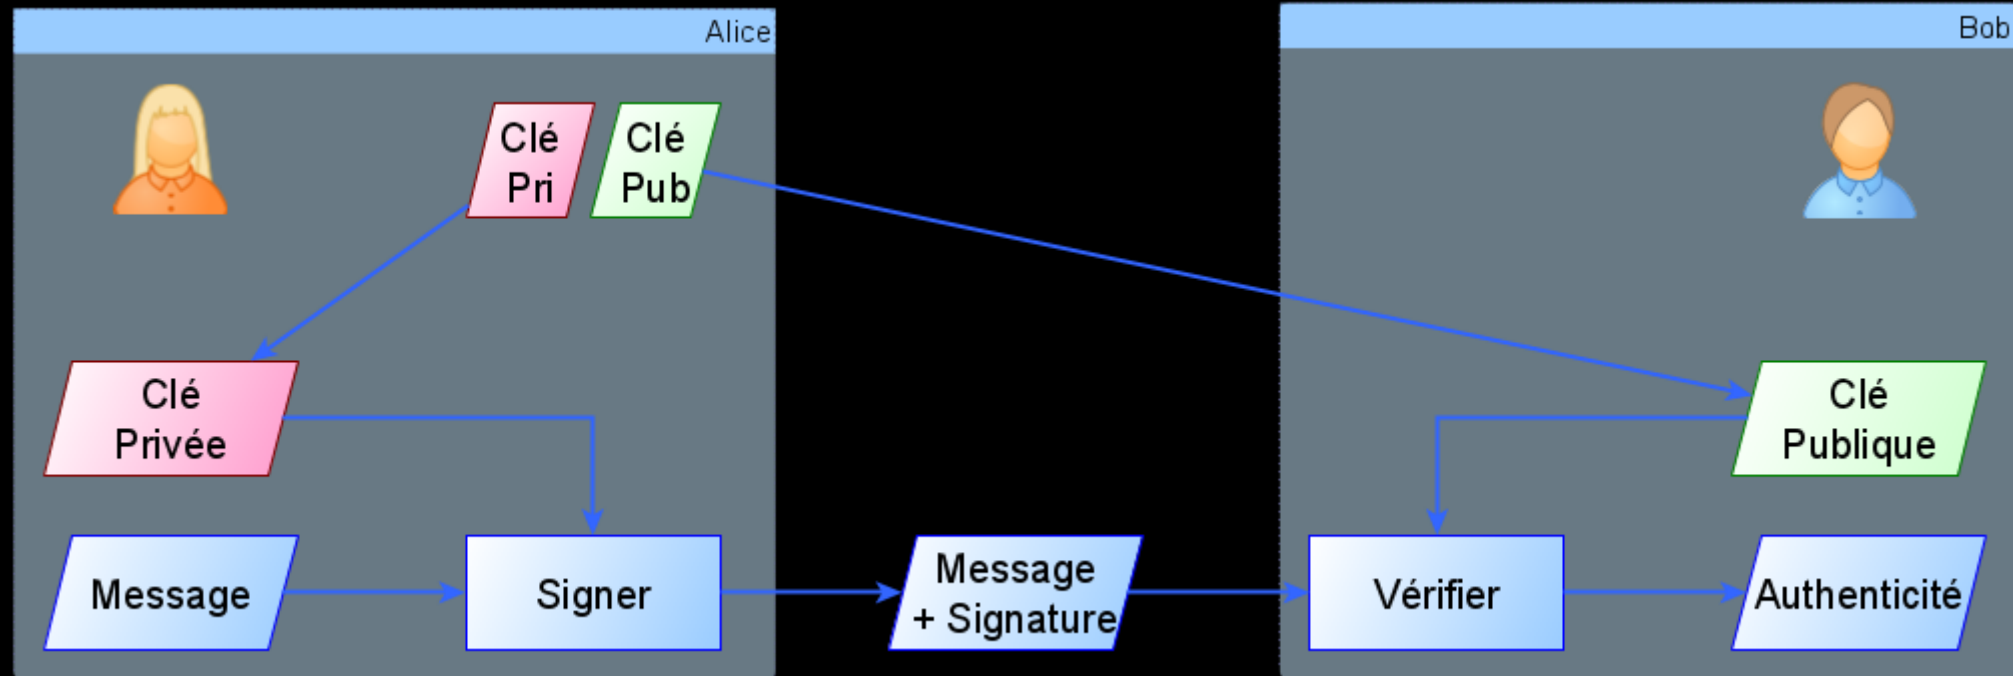 Alice
Bob
Clé
Pri
Clé
Pub
Clé
Privée
Clé
Publique
Message
Signer
Message
+ Signature
Vérifier
Authenticité